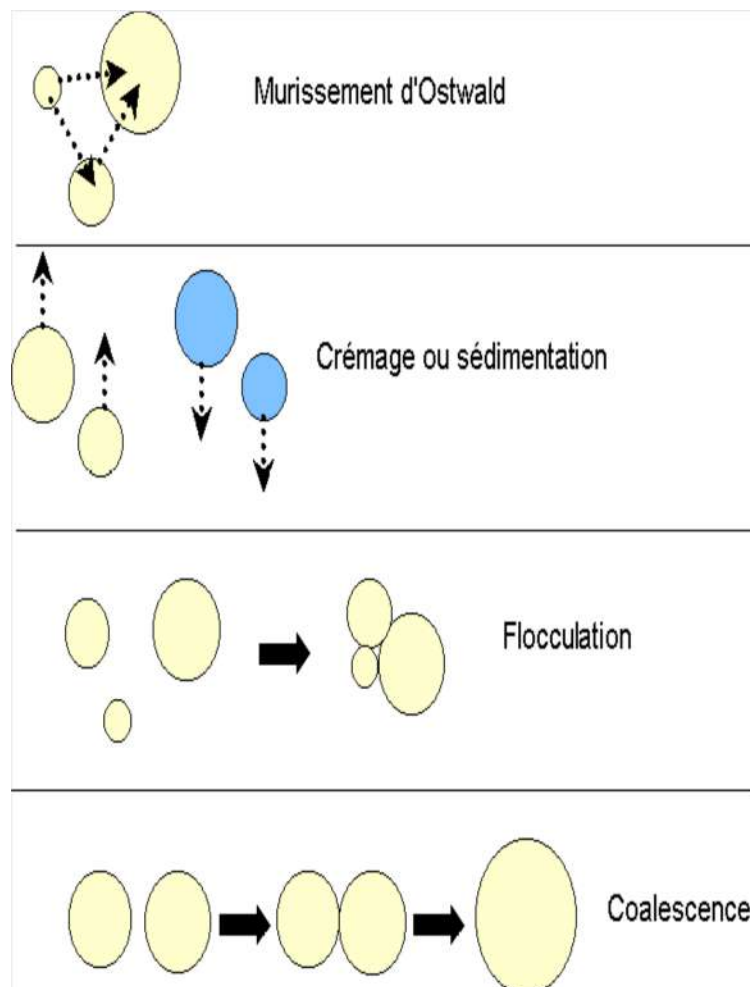 Murissement d'Ostwald
Crémage ou sédimentation
Flocculation
Coalescence